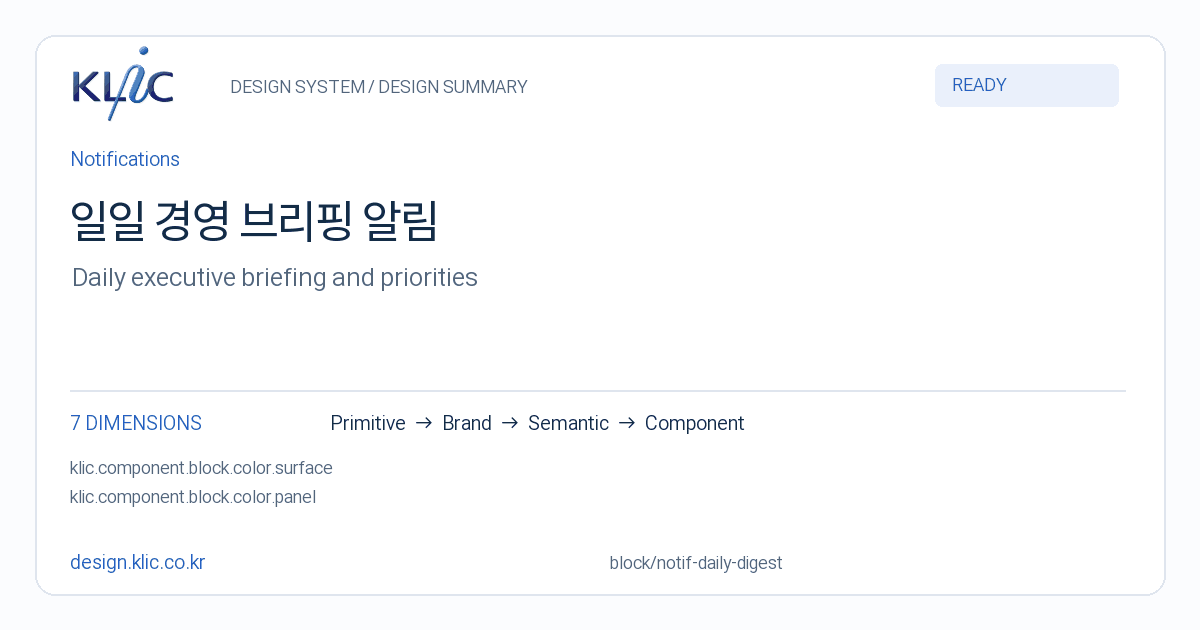 KLiC
DESIGN SYSTEM / DESIGN SUMMARY
READY
Notifications
일일 경영 브리핑 알림
Daily executive briefing and priorities
7 DIMENSIONS
Primitive → Brand → Semantic → Component
klic.component.block.color.surface
klic.component.block.color.panel
design.klic.co.kr
block/notif-daily-digest